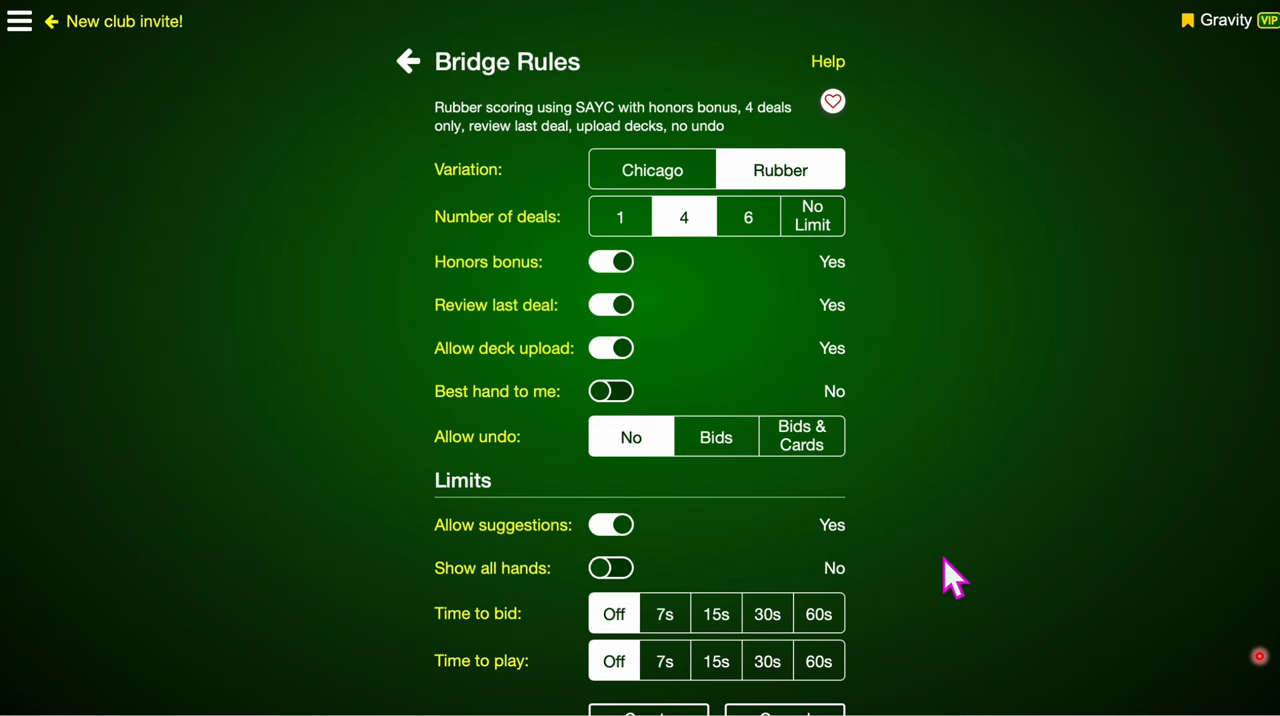 New club invite!
Gravity VIP
Bridge Rules
Help
Rubber scoring using SAYC with honors bonus, 4 deals
only, review last deal, upload decks, no undo
Variation: Chicago Rubber
Number of deals: 1 4 6 No Limit
Honors bonus: Yes
Review last deal: Yes
Allow deck upload: Yes
Best hand to me: No
Allow undo: No Bids Bids & Cards
Limits
Allow suggestions: Yes
Show all hands: No
Time to bid: Off 7s 15s 30s 60s
Time to play: Off 7s 15s 30s 60s